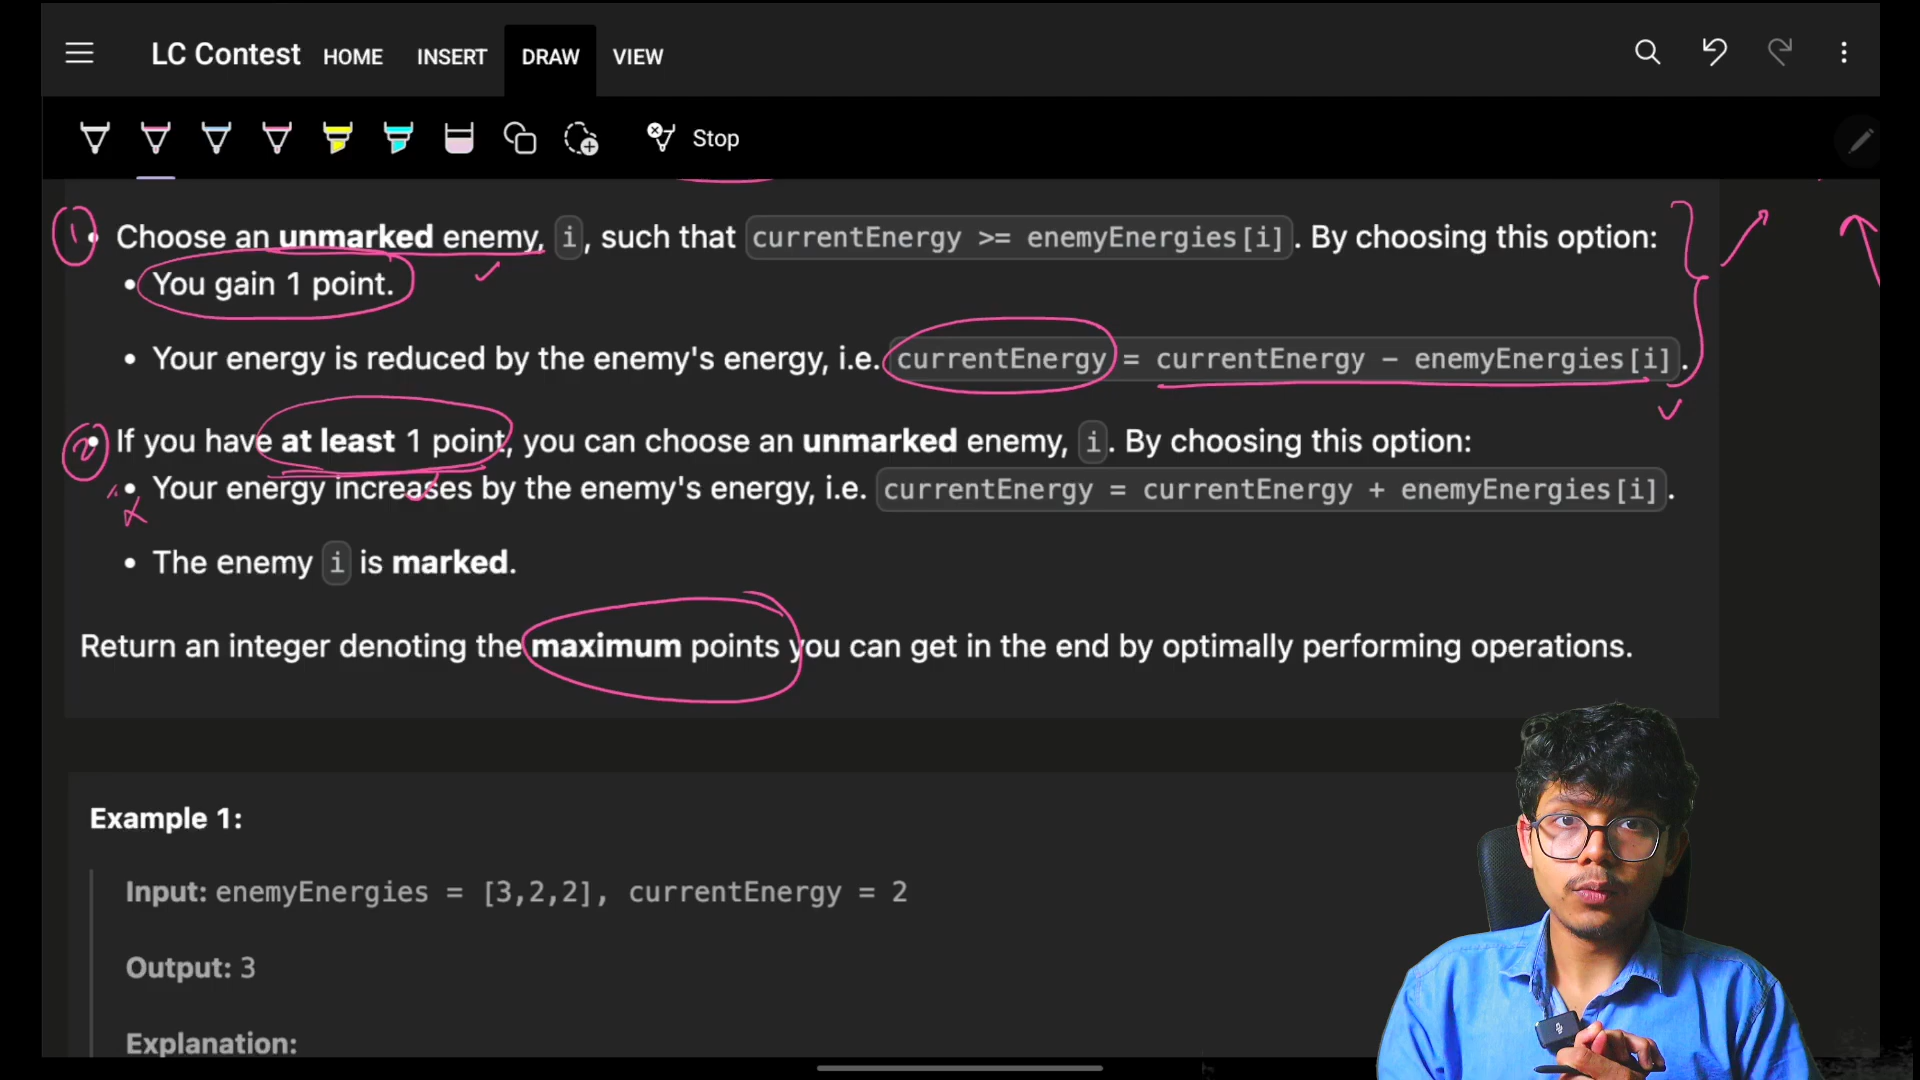 LC Contest HOME INSERT DRAW VIEW
Stop
1 Choose an unmarked enemy, i, such that currentEnergy >= enemyEnergies[i]. By choosing this option:
• You gain 1 point.
• Your energy is reduced by the enemy's energy, i.e. currentEnergy = currentEnergy - enemyEnergies[i].
2 If you have at least 1 point, you can choose an unmarked enemy, i. By choosing this option:
• Your energy increases by the enemy's energy, i.e. currentEnergy = currentEnergy + enemyEnergies[i].
• The enemy i is marked.
Return an integer denoting the maximum points you can get in the end by optimally performing operations.
Example 1:
Input: enemyEnergies = [3,2,2], currentEnergy = 2
Output: 3
Explanation: